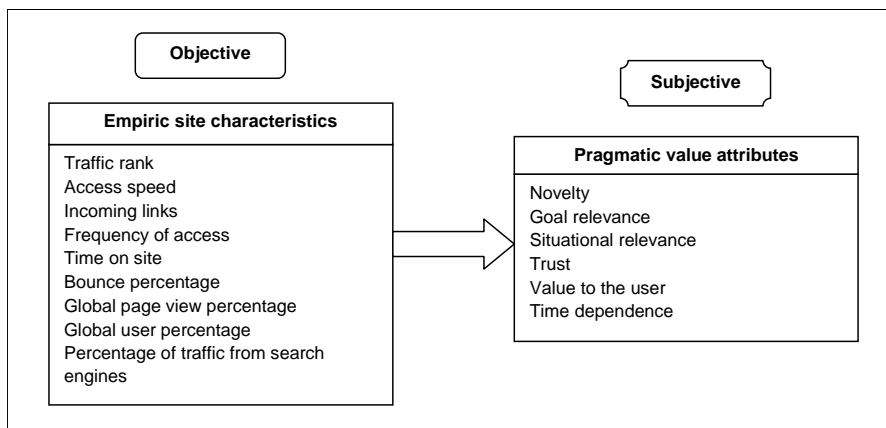 Objective
Empiric site characteristics
Traffic rank
Access speed
Incoming links
Frequency of access
Time on site
Bounce percentage
Global page view percentage
Global user percentage
Percentage of traffic from search
engines
Subjective
Pragmatic value attributes
Novelty
Goal relevance
Situational relevance
Trust
Value to the user
Time dependence